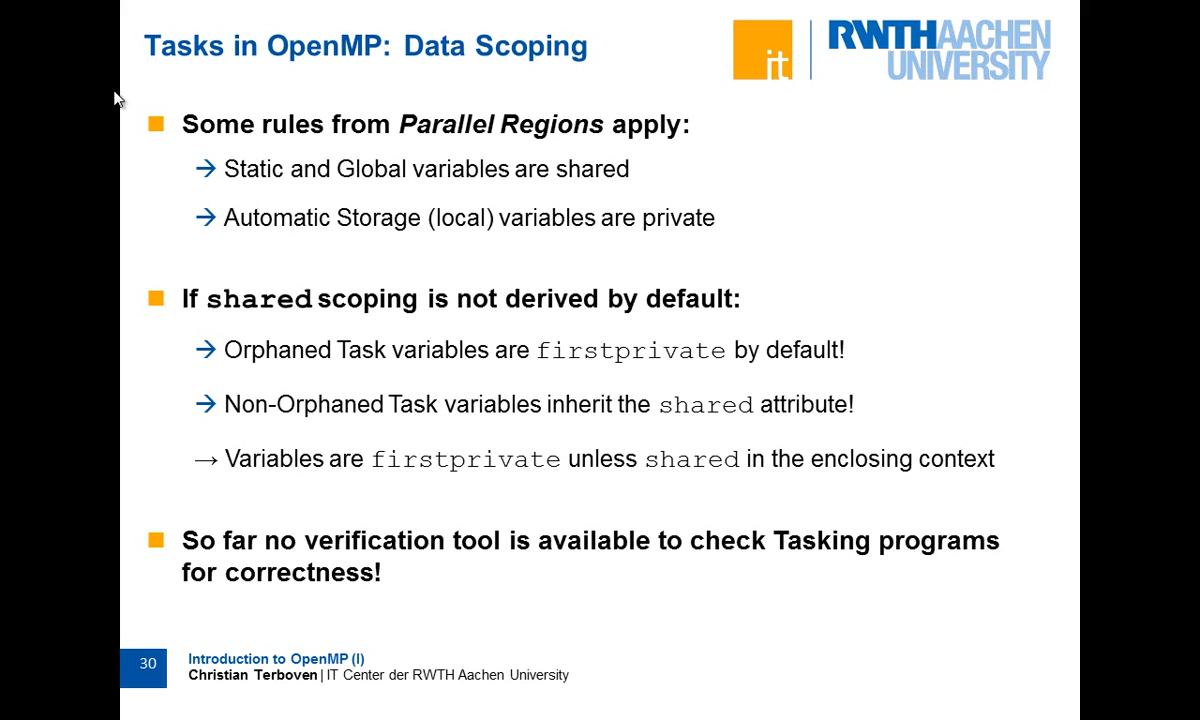 Tasks in OpenMP: Data Scoping
it
RWTHAACHEN
UNIVERSITY
Some rules from Parallel Regions apply:
→ Static and Global variables are shared
→ Automatic Storage (local) variables are private
If shared scoping is not derived by default:
→ Orphaned Task variables are firstprivate by default!
→ Non-Orphaned Task variables inherit the shared attribute!
→ Variables are firstprivate unless shared in the enclosing context
So far no verification tool is available to check Tasking programs
for correctness!
30
Introduction to OpenMP (I)
Christian Terboven | IT Center der RWTH Aachen University